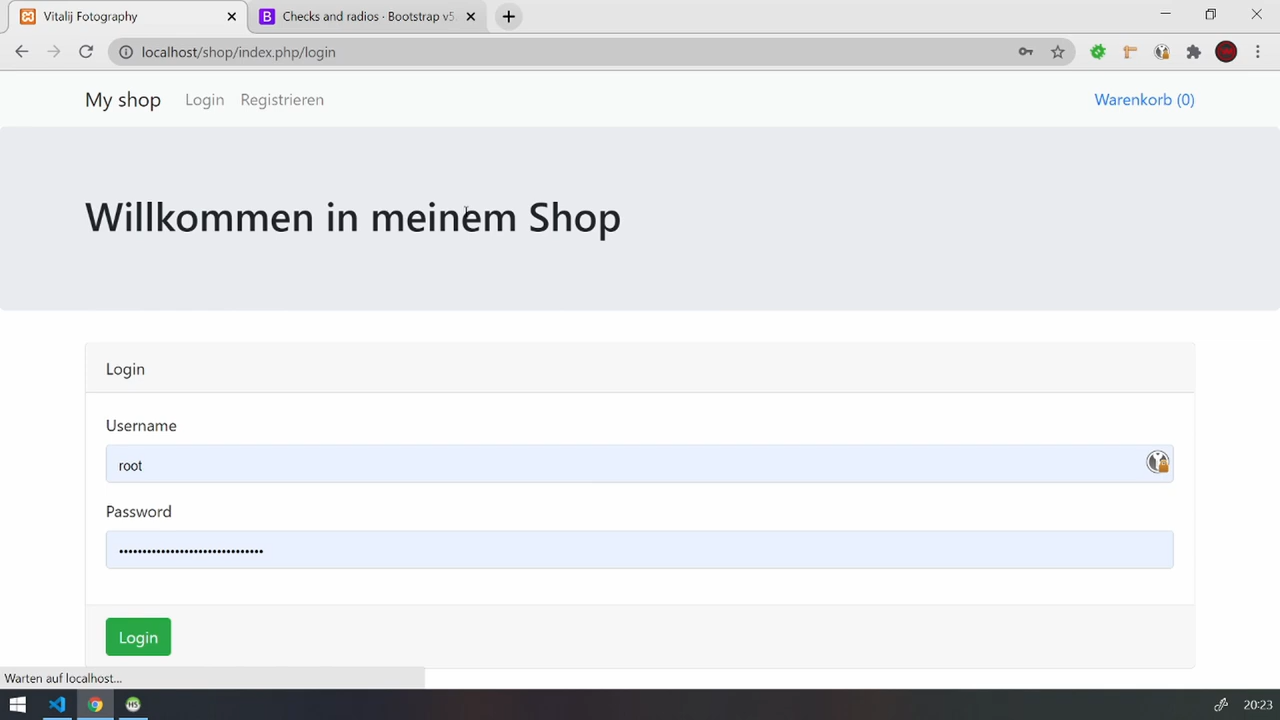 Vitalij Fotography
Checks and radios · Bootstrap v5.
localhost/shop/index.php/login
My shop
Login
Registrieren
Warenkorb (0)
Willkommen in meinem Shop
Login
Username
root
Password
Login
Warten auf localhost...
HS
20:23